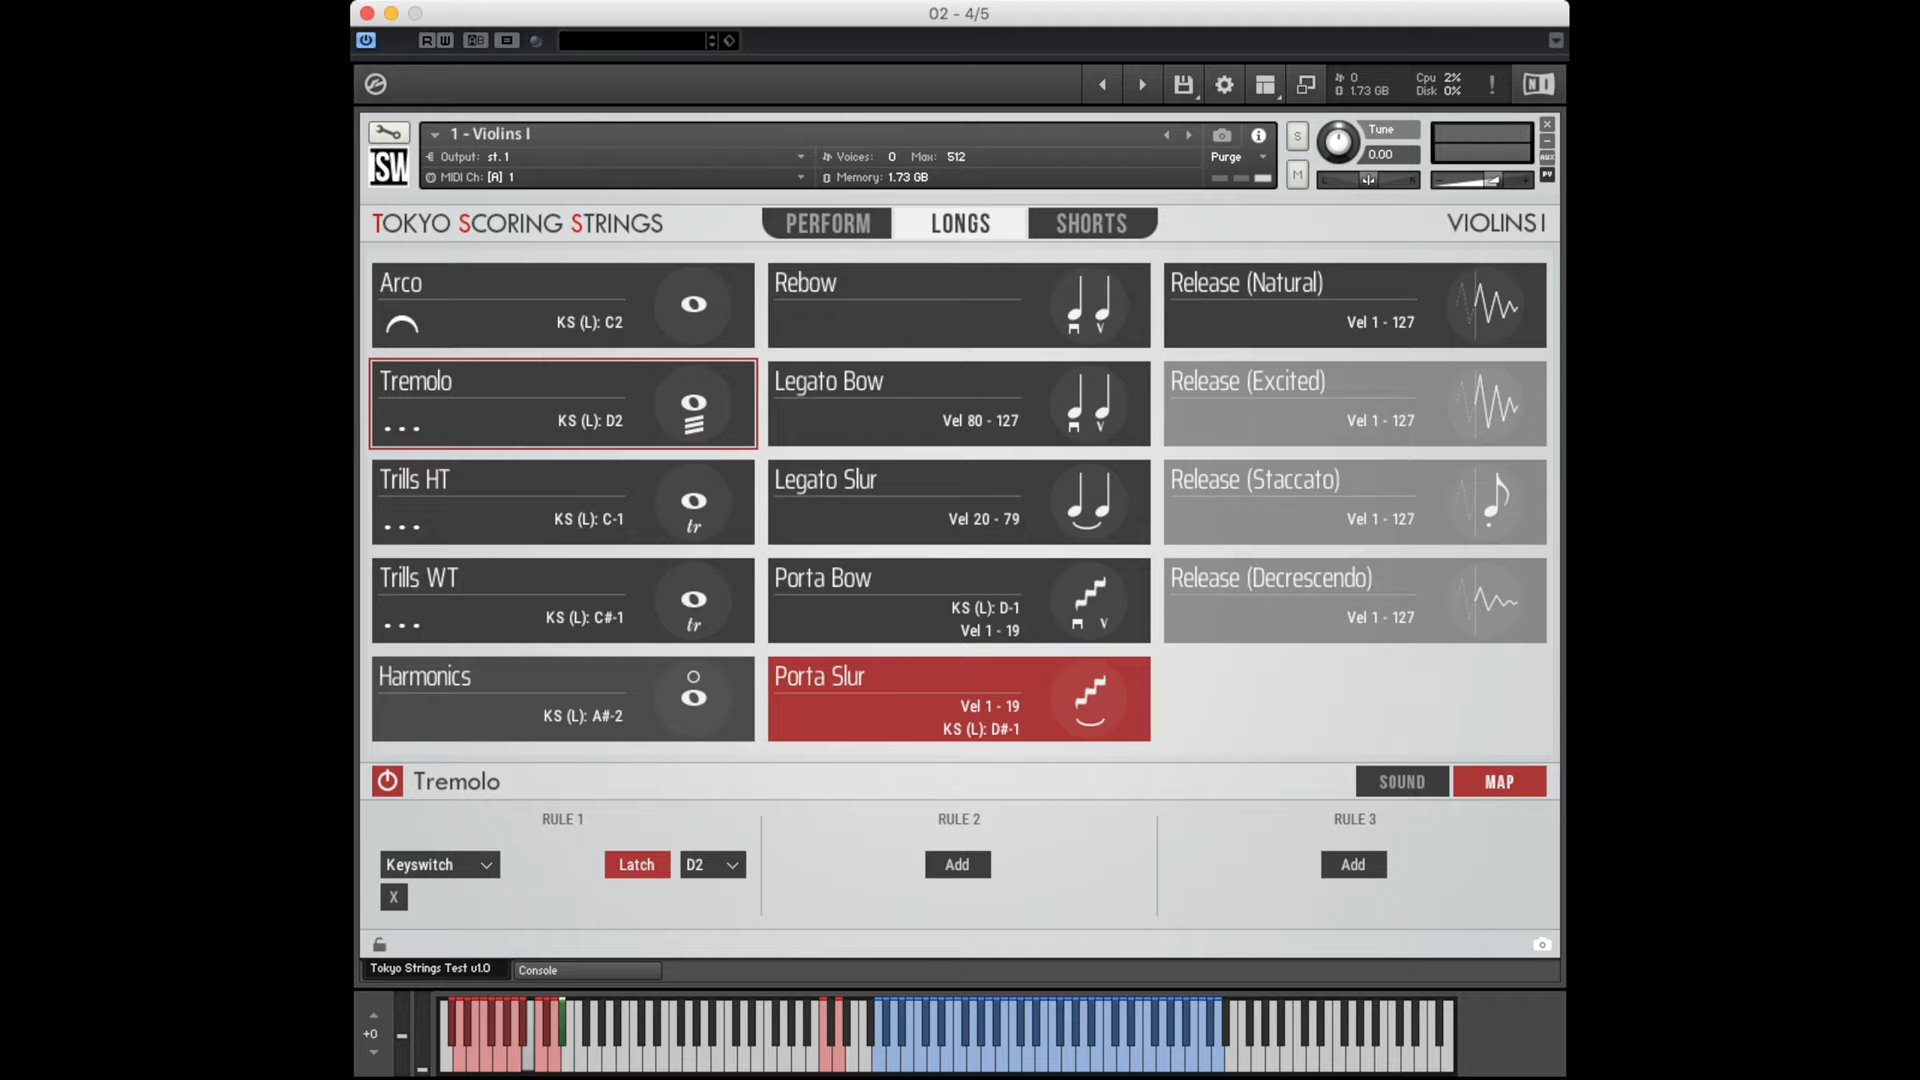 02 - 4/5
R W
0
1.73 GB
Cpu 2%
Disk 0%
!
NI
1 - Violins I
Output: st.1
Voices: 0 Max: 512
Purge
MIDI Ch: [A] 1
Memory: 1.73 GB
S
M
Tune
0.00
L R
AUX
PV
ISW
TOKYO SCORING STRINGS
PERFORM
LONGS
SHORTS
VIOLINS I
Arco
KS (L): C2
Rebow
Release (Natural)
Vel 1 - 127
Tremolo
KS (L): D2
Legato Bow
Vel 80 - 127
Release (Excited)
Vel 1 - 127
Trills HT
KS (L): C-1
tr
Legato Slur
Vel 20 - 79
Release (Staccato)
Vel 1 - 127
Trills WT
KS (L): C#-1
tr
Porta Bow
KS (L): D-1
Vel 1 - 19
Release (Decrescendo)
Vel 1 - 127
Harmonics
KS (L): A#-2
Porta Slur
Vel 1 - 19
KS (L): D#-1
Tremolo
SOUND
MAP
RULE 1
RULE 2
RULE 3
Keyswitch
Latch
D2
Add
Add
X
Tokyo Strings Test v1.0
Console
+0